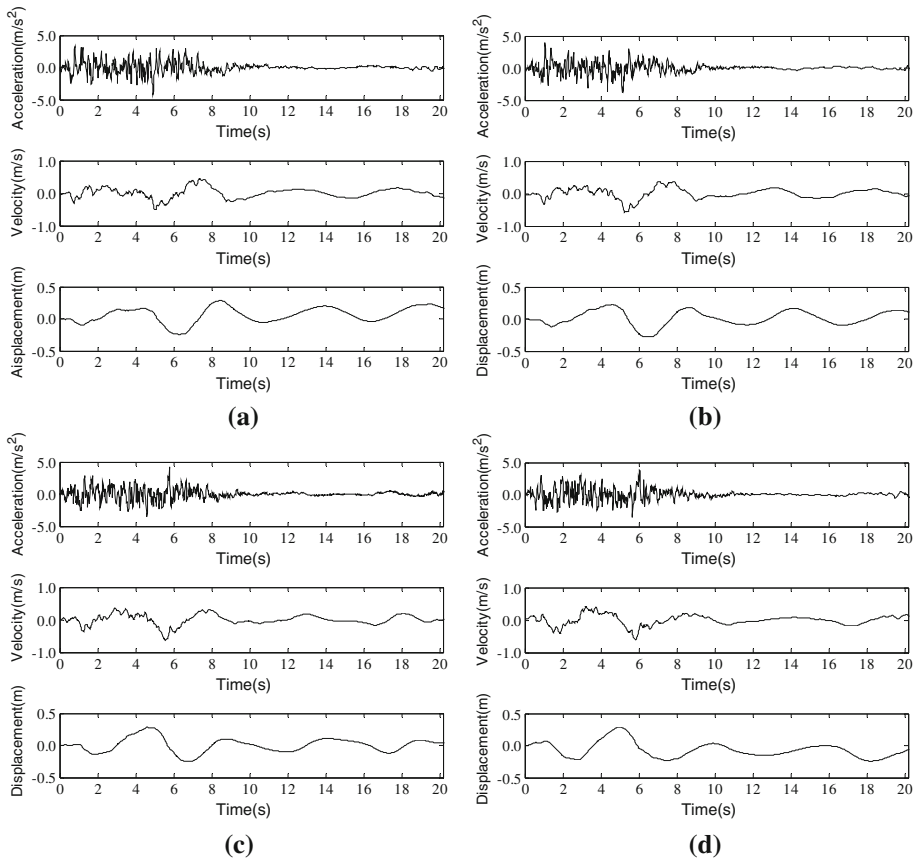 Acceleration(m/s²)
5.0
0.0
-5.0
0 2 4 6 8 10 12 14 16 18 20
Time(s)
Velocity(m/s)
1.0
0.0
-1.0
0 2 4 6 8 10 12 14 16 18 20
Time(s)
Aisplacement(m)
0.5
0.0
-0.5
0 2 4 6 8 10 12 14 16 18 20
Time(s)
(a)
Acceleration(m/s²)
5.0
0.0
-5.0
0 2 4 6 8 10 12 14 16 18 20
Time(s)
Velocity(m/s)
1.0
0.0
-1.0
0 2 4 6 8 10 12 14 16 18 20
Time(s)
Displacement(m)
0.5
0.0
-0.5
0 2 4 6 8 10 12 14 16 18 20
Time(s)
(b)
Acceleration(m/s²)
5.0
0.0
-5.0
0 2 4 6 8 10 12 14 16 18 20
Time(s)
Velocity(m/s)
1.0
0.0
-1.0
0 2 4 6 8 10 12 14 16 18 20
Time(s)
Displacement(m)
0.5
0.0
-0.5
0 2 4 6 8 10 12 14 16 18 20
Time(s)
(c)
Acceleration(m/s²)
5.0
0.0
-5.0
0 2 4 6 8 10 12 14 16 18 20
Time(s)
Velocity(m/s)
1.0
0.0
-1.0
0 2 4 6 8 10 12 14 16 18 20
Time(s)
Displacement(m)
0.5
0.0
-0.5
0 2 4 6 8 10 12 14 16 18 20
Time(s)
(d)